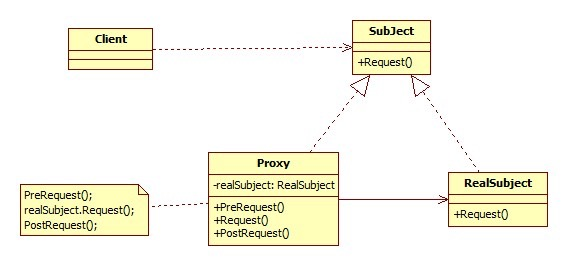 Client
SubJect
+Request()
Proxy
-realSubject: RealSubject
+PreRequest()
+Request()
+PostRequest()
RealSubject
+Request()
PreRequest();
realSubject.Request();
PostRequest();